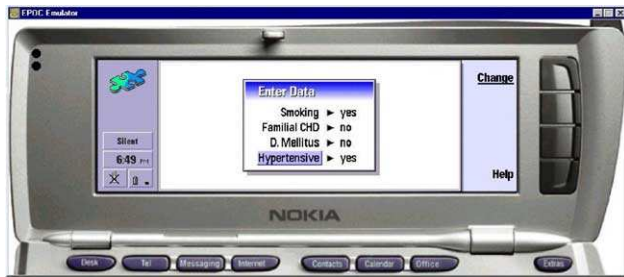 EPOC Emulator
Enter Data
Smoking ► yes
Familial CHD ► no
D. Mellitus ► no
Hypertensive ► yes
Change
Help
Silent
6:49 pm
NOKIA
Desk
Tel
Messaging
Internet
Contacts
Calendar
Office
Extras